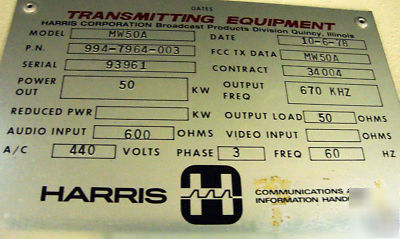 GATES
TRANSMITTING EQUIPMENT
HARRIS CORPORATION Broadcast Products Division Quincy, Illinois
MODEL MW50A DATE 10-6-78
P.N. 994-7964-003 FCC TX DATA MW50A
SERIAL 93961 CONTRACT 34004
POWER OUT 50 KW OUTPUT FREQ 670 KHZ
REDUCED PWR KW OUTPUT LOAD 50 OHMS
AUDIO INPUT 600 OHMS VIDEO INPUT OHMS
A/C 440 VOLTS PHASE 3 FREQ 60 HZ
HARRIS H COMMUNICATIONS A
INFORMATION HAND